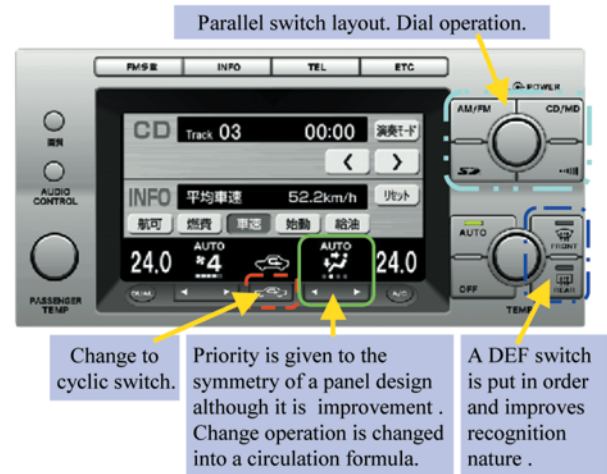 Parallel switch layout. Dial operation.
FM多重 INFO TEL ETC
POWER
AM/FM CD/MD
CD Track 03 00:00 演奏モード
AUDIO
CONTROL
INFO 平均車速 52.2km/h リセット
航可 燃費 車速 始動 給油
AUTO AUTO
24.0 *4 24.0
DUAL A/C
PASSENGER
TEMP
AUTO
FRONT
OFF REAR
TEMP
Change to
cyclic switch.
Priority is given to the
symmetry of a panel design
although it is improvement .
Change operation is changed
into a circulation formula.
A DEF switch
is put in order
and improves
recognition
nature .